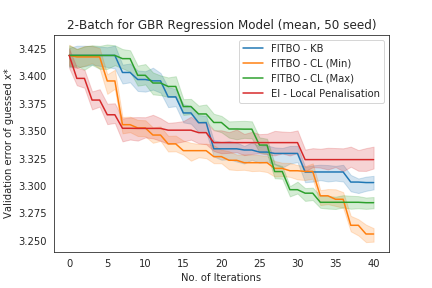 2-Batch for GBR Regression Model (mean, 50 seed)
FITBO - KB
FITBO - CL (Min)
FITBO - CL (Max)
EI - Local Penalisation
Validation error of guessed x*
3.425
3.400
3.375
3.350
3.325
3.300
3.275
3.250
0 5 10 15 20 25 30 35 40
No. of Iterations